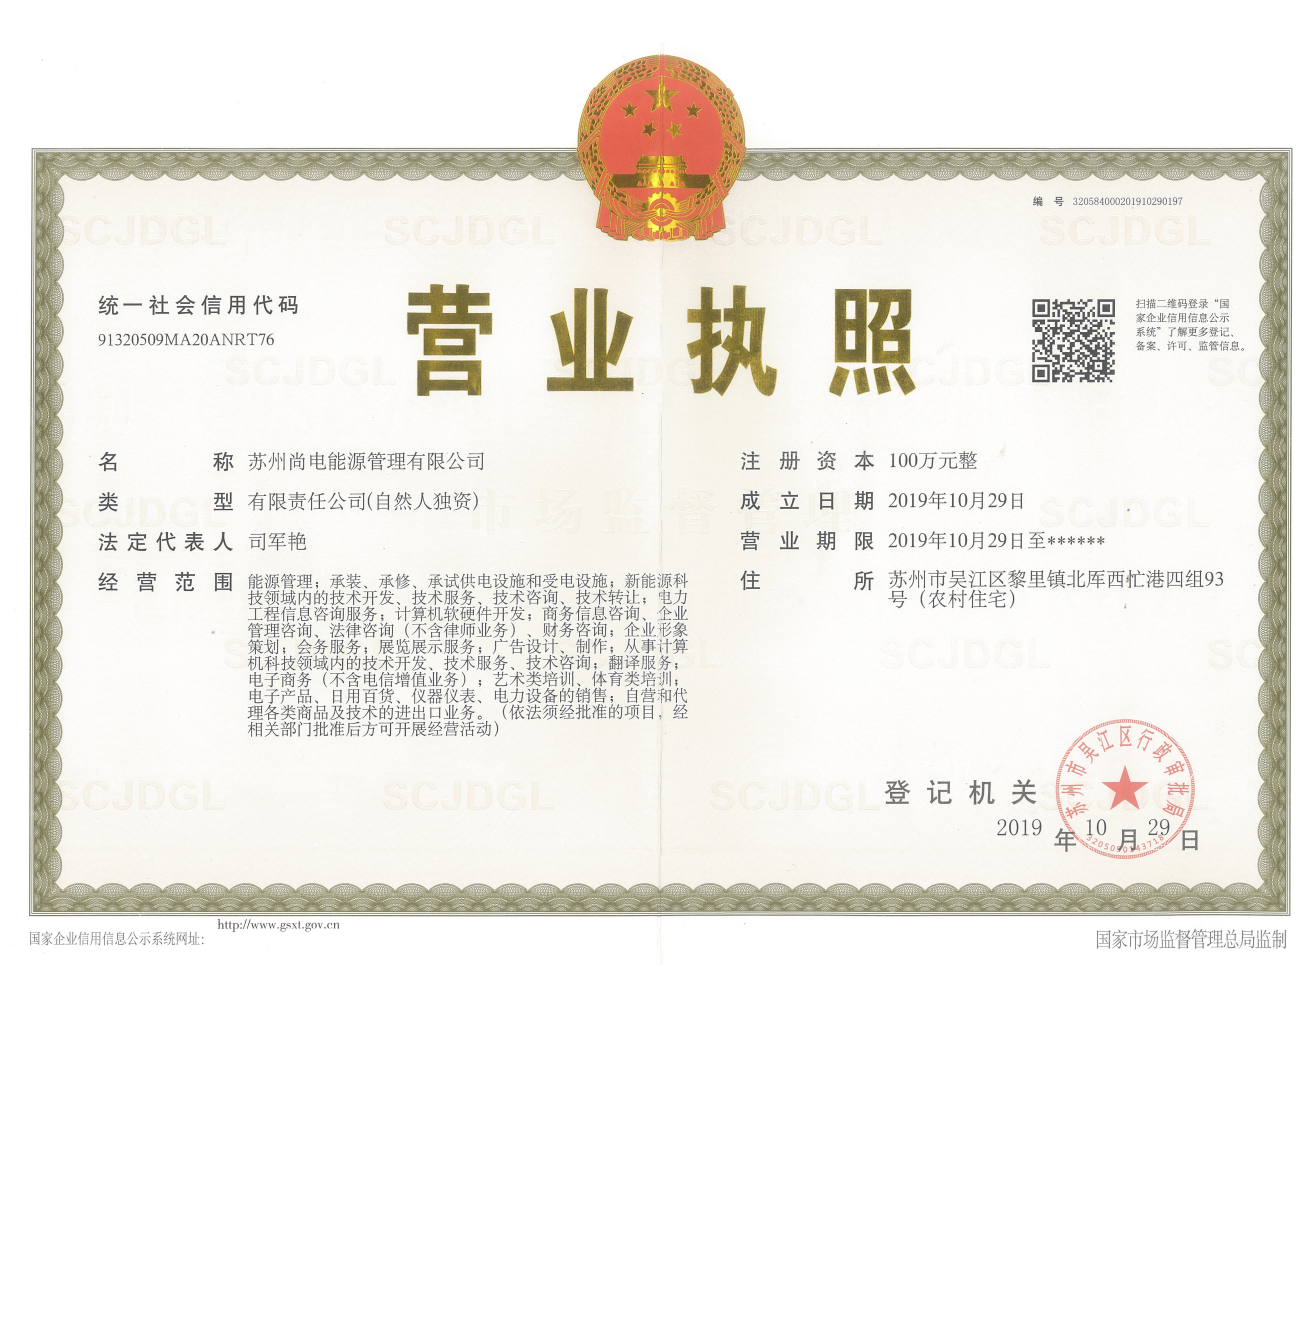 编 号 320584000201910290197
营业执照
统一社会信用代码
91320509MA20ANRT76
扫描二维码登录“国
家企业信用信息公示
系统”了解更多登记、
备案、许可、监管信息。
名 称 苏州尚电能源管理有限公司
类 型 有限责任公司(自然人独资)
法定代表人 司军艳
经营范围 能源管理；承装、承修、承试供电设施和受电设施；新能源科
技领域内的技术开发、技术服务、技术咨询、技术转让；电力
工程信息咨询服务；计算机软硬件开发；商务信息咨询、企业
管理咨询、法律咨询（不含律师业务）、财务咨询；企业形象
策划；会务服务；展览展示服务；广告设计、制作；从事计算
机科技领域内的技术开发、技术服务、技术咨询；翻译服务；
电子商务（不含电信增值业务）；艺术类培训、体育类培训；
电子产品、日用百货、仪器仪表、电力设备的销售；自营和代
理各类商品及技术的进出口业务。（依法须经批准的项目，经
相关部门批准后方可开展经营活动）
注册资本 100万元整
成立日期 2019年10月29日
营业期限 2019年10月29日至******
住 所 苏州市吴江区黎里镇北厍西忙港四组93
号（农村住宅）
登记机关
苏州市吴江区行政审批局
2019 年 10 月 29 日
http://www.gsxt.gov.cn
国家企业信用信息公示系统网址：
国家市场监督管理总局监制
SCJDGL
市场监督管理